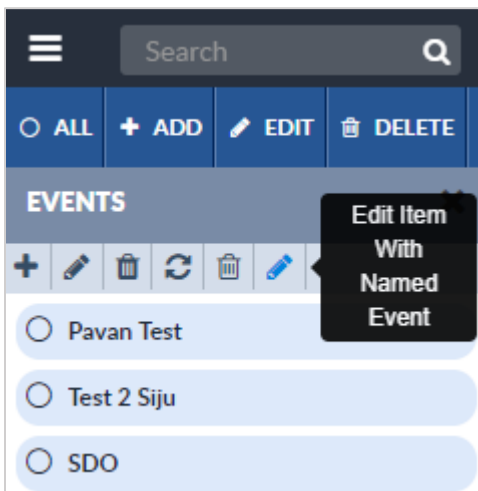 Search
ALL ADD EDIT DELETE
EVENTS
Edit Item
With
Named
Event
Pavan Test
Test 2 Siju
SDO